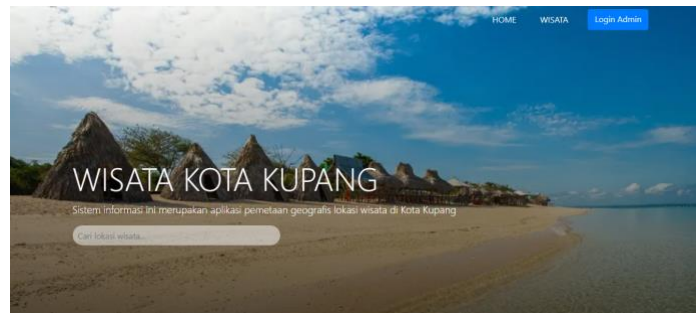 HOME WISATA Login Admin
WISATA KOTA KUPANG
Sistem informasi ini merupakan aplikasi pemetaan geografis lokasi wisata di Kota Kupang
Cari lokasi wisata...